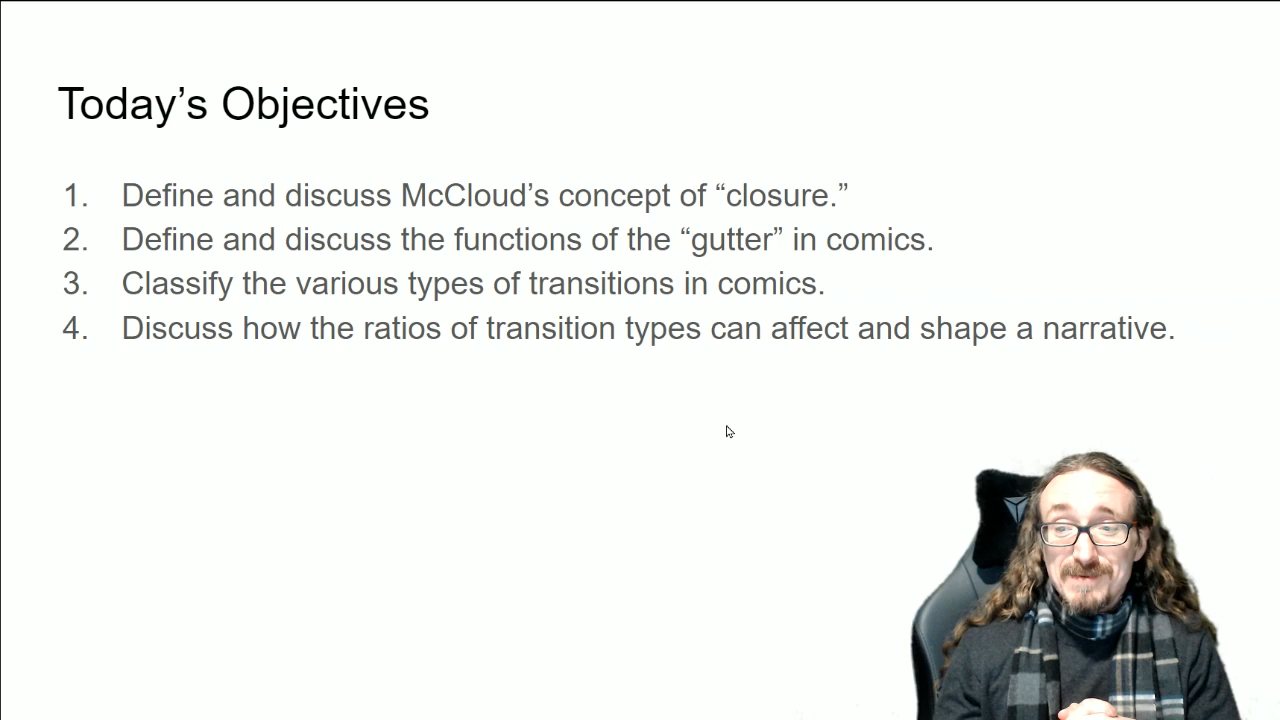 Today’s Objectives
1. Define and discuss McCloud’s concept of “closure.”
2. Define and discuss the functions of the “gutter” in comics.
3. Classify the various types of transitions in comics.
4. Discuss how the ratios of transition types can affect and shape a narrative.